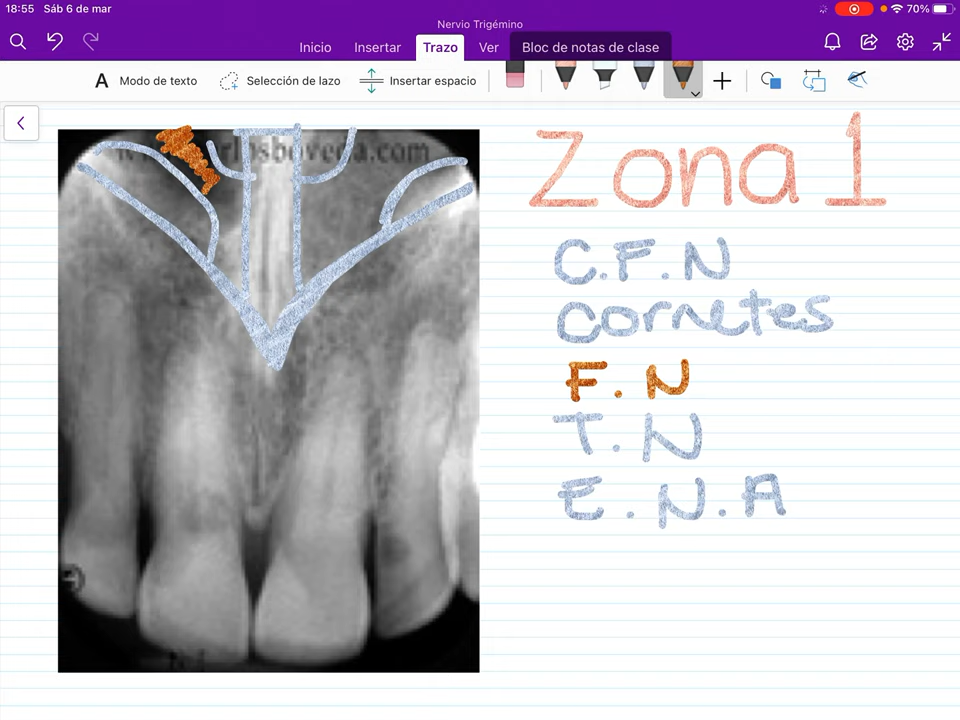 18:55 Sáb 6 de mar
70%
Nervio Trigémino
Inicio Insertar Trazo Ver Bloc de notas de clase
A Modo de texto Selección de lazo Insertar espacio
Zona 1
C.F.N
Cornetes
F.N
T.N
E.N.A